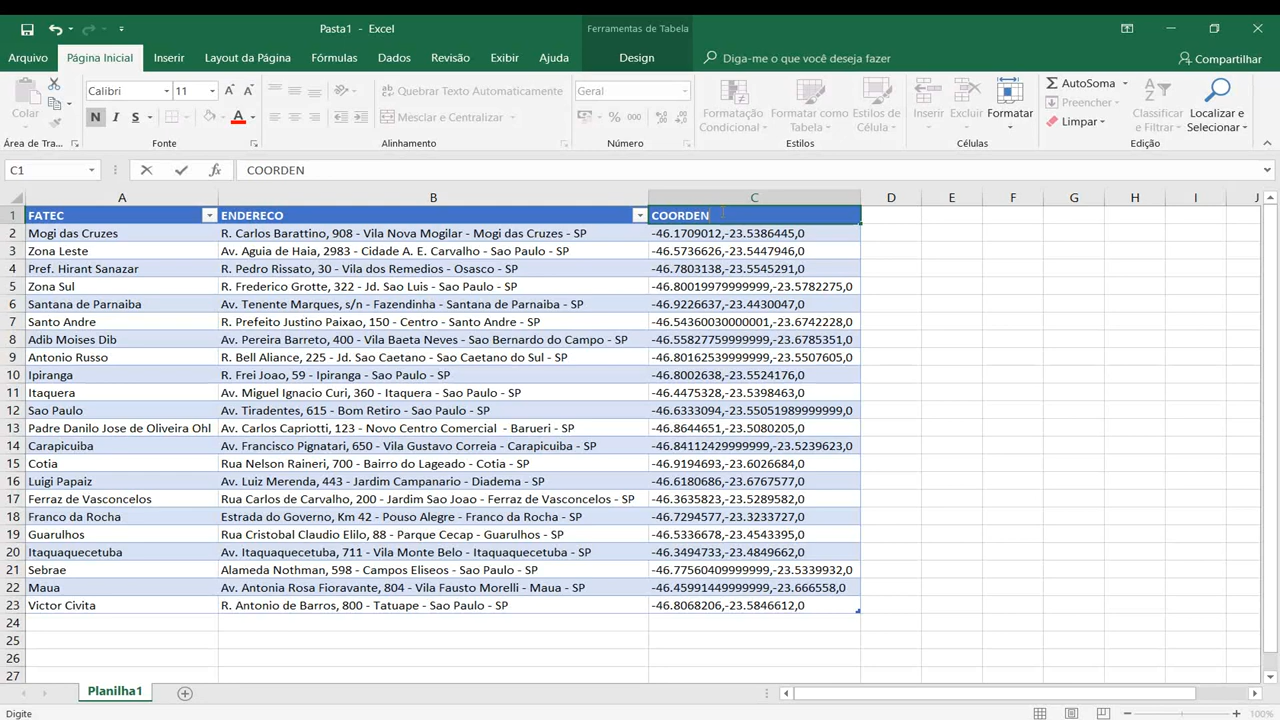 Pasta1 - Excel
Ferramentas de Tabela
Arquivo Página Inicial Inserir Layout da Página Fórmulas Dados Revisão Exibir Ajuda Design Diga-me o que você deseja fazer Compartilhar
Calibri 11 Quebrar Texto Automaticamente Geral AutoSoma
Colar N I S A Mesclar e Centralizar % 000 Formatação Condicional Formatar como Tabela Estilos de Célula Inserir Excluir Formatar Preencher Limpar Classificar e Filtrar Localizar e Selecionar
Área de Tra... Fonte Alinhamento Número Estilos Células Edição
C1 fx COORDEN
A B C D E F G H I J
1 FATEC ENDERECO COORDEN
2 Mogi das Cruzes R. Carlos Barattino, 908 - Vila Nova Mogilar - Mogi das Cruzes - SP -46.1709012,-23.5386445,0
3 Zona Leste Av. Aguia de Haia, 2983 - Cidade A. E. Carvalho - Sao Paulo - SP -46.5736626,-23.5447946,0
4 Pref. Hirant Sanazar R. Pedro Rissato, 30 - Vila dos Remedios - Osasco - SP -46.7803138,-23.5545291,0
5 Zona Sul R. Frederico Grotte, 322 - Jd. Sao Luis - Sao Paulo - SP -46.80019979999999,-23.5782275,0
6 Santana de Parnaiba Av. Tenente Marques, s/n - Fazendinha - Santana de Parnaiba - SP -46.9226637,-23.4430047,0
7 Santo Andre R. Prefeito Justino Paixao, 150 - Centro - Santo Andre - SP -46.54360030000001,-23.6742228,0
8 Adib Moises Dib Av. Pereira Barreto, 400 - Vila Baeta Neves - Sao Bernardo do Campo - SP -46.55827759999999,-23.6785351,0
9 Antonio Russo R. Bell Aliance, 225 - Jd. Sao Caetano - Sao Caetano do Sul - SP -46.80162539999999,-23.5507605,0
10 Ipiranga R. Frei Joao, 59 - Ipiranga - Sao Paulo - SP -46.8002638,-23.5524176,0
11 Itaquera Av. Miguel Ignacio Curi, 360 - Itaquera - Sao Paulo - SP -46.4475328,-23.5398463,0
12 Sao Paulo Av. Tiradentes, 615 - Bom Retiro - Sao Paulo - SP -46.6333094,-23.55051989999999,0
13 Padre Danilo Jose de Oliveira Ohl Av. Carlos Capriotti, 123 - Novo Centro Comercial - Barueri - SP -46.8644651,-23.5080205,0
14 Carapicuiba Av. Francisco Pignatari, 650 - Vila Gustavo Correia - Carapicuiba - SP -46.84112429999999,-23.5239623,0
15 Cotia Rua Nelson Raineri, 700 - Bairro do Lageado - Cotia - SP -46.9194693,-23.6026684,0
16 Luigi Papaiz Av. Luiz Merenda, 443 - Jardim Campanario - Diadema - SP -46.6180686,-23.6767577,0
17 Ferraz de Vasconcelos Rua Carlos de Carvalho, 200 - Jardim Sao Joao - Ferraz de Vasconcelos - SP -46.3635823,-23.5289582,0
18 Franco da Rocha Estrada do Governo, Km 42 - Pouso Alegre - Franco da Rocha - SP -46.7294577,-23.3233727,0
19 Guarulhos Rua Cristobal Claudio Elilo, 88 - Parque Cecap - Guarulhos - SP -46.5336678,-23.4543395,0
20 Itaquaquecetuba Av. Itaquaquecetuba, 711 - Vila Monte Belo - Itaquaquecetuba - SP -46.3494733,-23.4849662,0
21 Sebrae Alameda Nothman, 598 - Campos Eliseos - Sao Paulo - SP -46.77560409999999,-23.5339932,0
22 Maua Av. Antonia Rosa Fioravante, 804 - Vila Fausto Morelli - Maua - SP -46.45991449999999,-23.666558,0
23 Victor Civita R. Antonio de Barros, 800 - Tatuape - Sao Paulo - SP -46.8068206,-23.5846612,0
24
25
26
27
Planilha1
Digite 100%